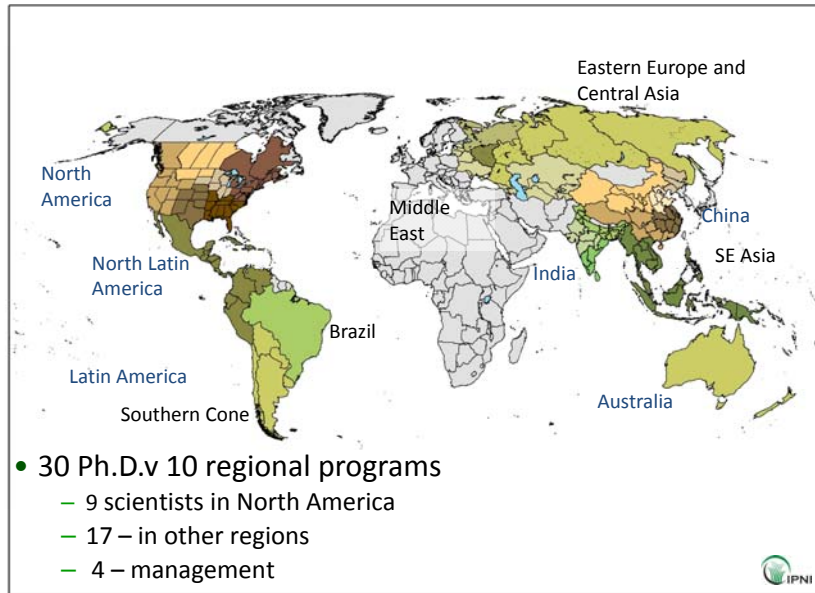 Eastern Europe and
Central Asia
North
America
Middle
East
China
SE Asia
North Latin
America
India
Brazil
Latin America
Australia
Southern Cone
• 30 Ph.D.v 10 regional programs
– 9 scientists in North America
– 17 – in other regions
– 4 – management
IPNI